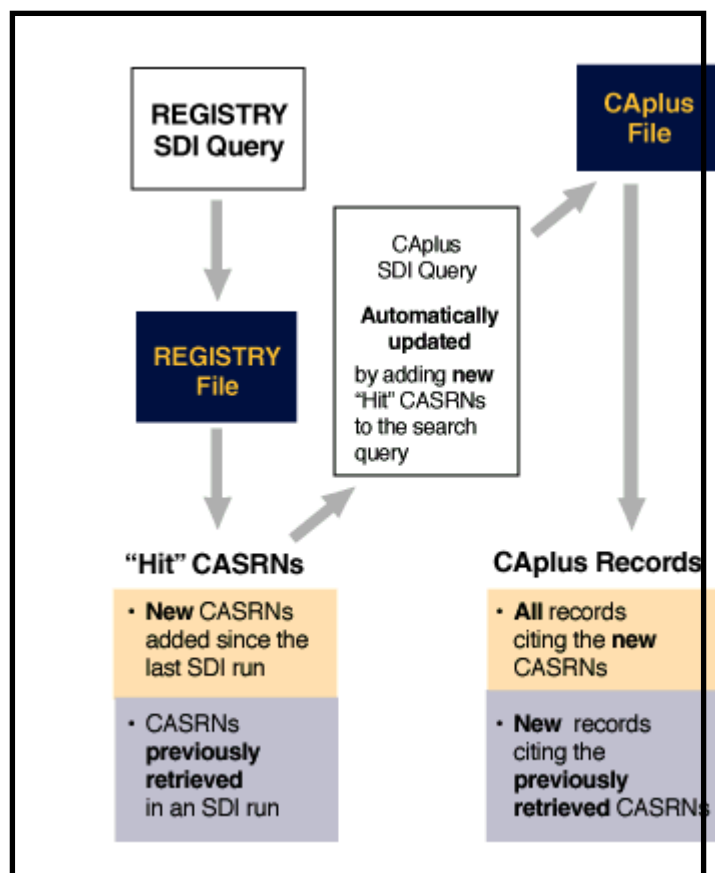 REGISTRY
SDI Query
REGISTRY
File
"Hit" CASRNs
• New CASRNs
added since the
last SDI run
• CASRNs
previously
retrieved
in an SDI run
CAplus
SDI Query
Automatically
updated
by adding new
"Hit" CASRNs
to the search
query
CAplus
File
CAplus Records
• All records
citing the new
CASRNs
• New records
citing the
previously
retrieved CASRNs